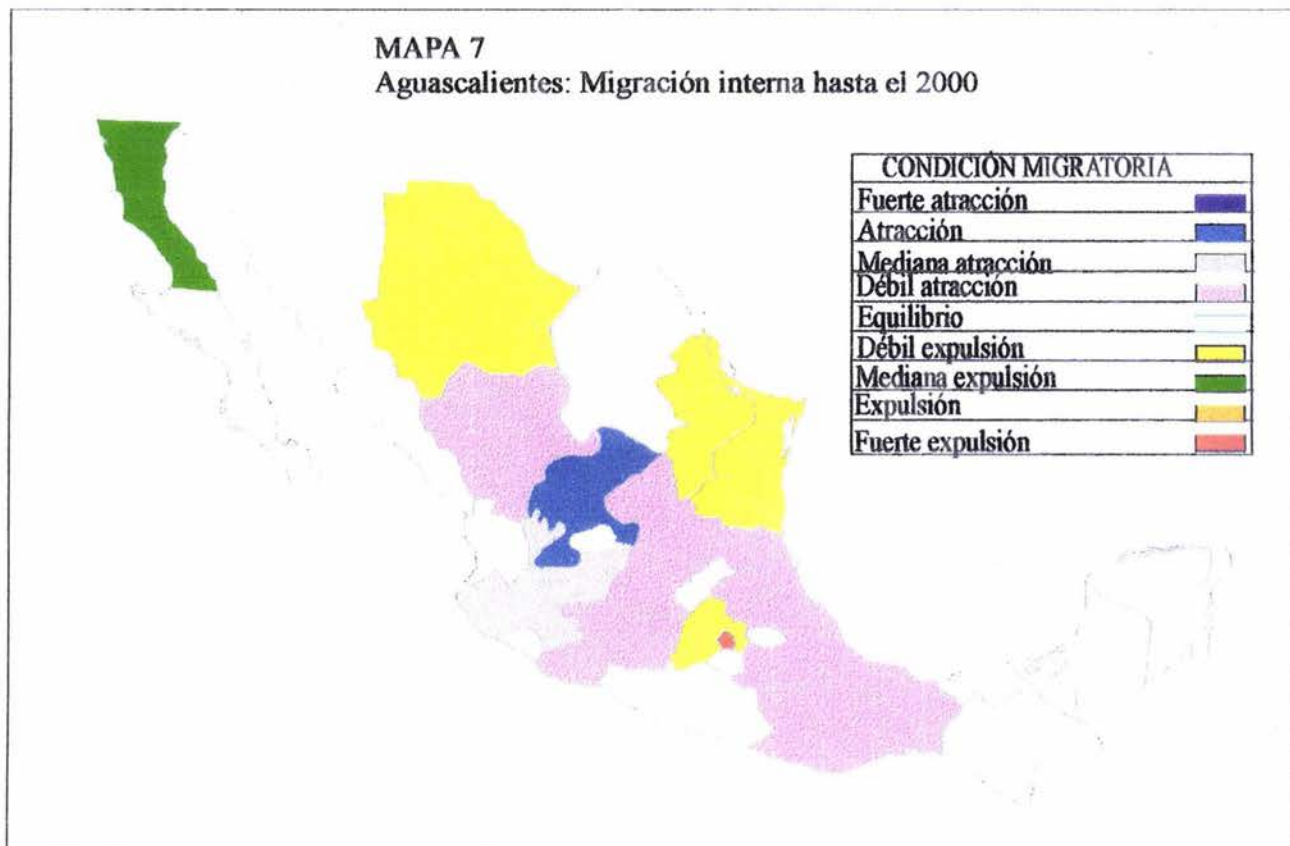 MAPA 7
Aguascalientes: Migración interna hasta el 2000
CONDICIÓN MIGRATORIA
Fuerte atracción
Atracción
Mediana atracción
Débil atracción
Equilibrio
Débil expulsión
Mediana expulsión
Expulsión
Fuerte expulsión